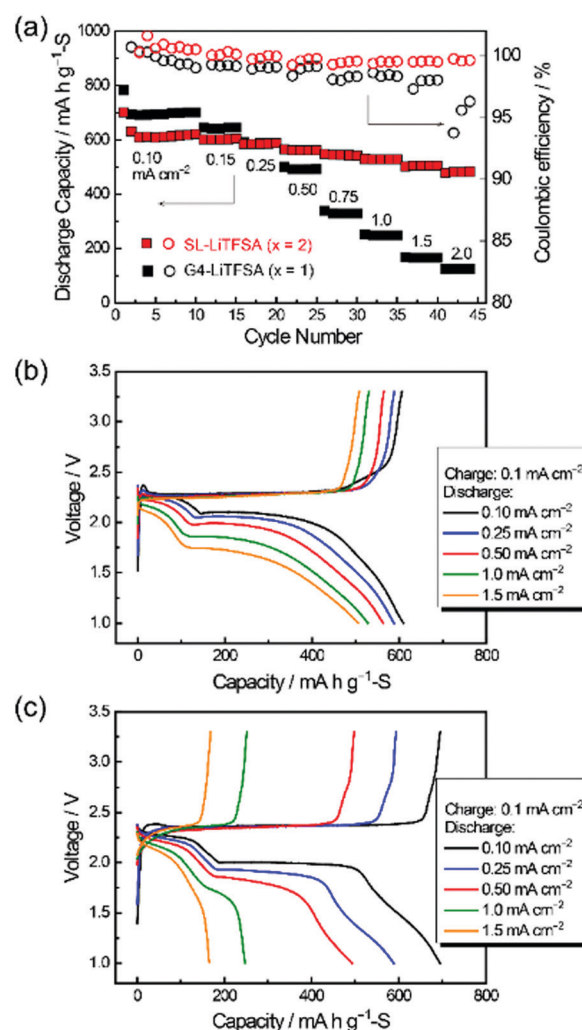 (a)
1000
800
600
400
200
0
Discharge Capacity / mA h g⁻¹-S
100
95
90
85
80
Coulombic efficiency / %
0.10
mA cm⁻²
0.15
0.25
0.50
0.75
1.0
1.5
2.0
SL-LiTFSA (x = 2)
G4-LiTFSA (x = 1)
0 5 10 15 20 25 30 35 40 45
Cycle Number
(b)
3.5
3.0
2.5
2.0
1.5
1.0
Voltage / V
0 200 400 600 800
Capacity / mA h g⁻¹-S
Charge: 0.1 mA cm⁻²
Discharge:
0.10 mA cm⁻²
0.25 mA cm⁻²
0.50 mA cm⁻²
1.0 mA cm⁻²
1.5 mA cm⁻²
(c)
3.5
3.0
2.5
2.0
1.5
1.0
Voltage / V
0 200 400 600 800
Capacity / mA h g⁻¹-S
Charge: 0.1 mA cm⁻²
Discharge:
0.10 mA cm⁻²
0.25 mA cm⁻²
0.50 mA cm⁻²
1.0 mA cm⁻²
1.5 mA cm⁻²